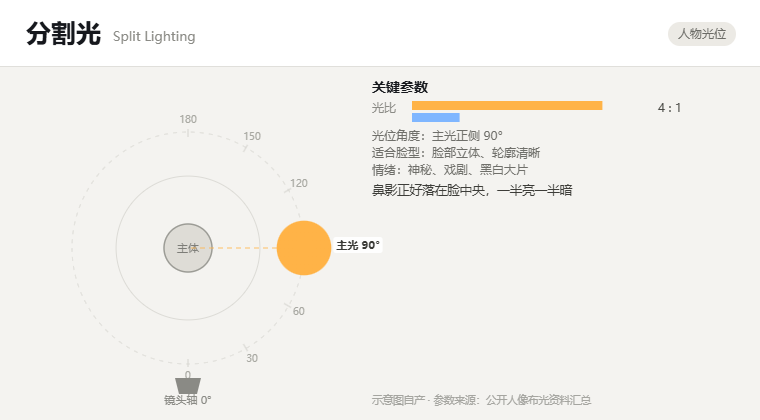 分割光 Split Lighting
人物光位
关键参数
光比 4 : 1
光位角度：主光正侧 90°
适合脸型：脸部立体、轮廓清晰
情绪：神秘、戏剧、黑白大片
鼻影正好落在脸中央，一半亮一半暗
180
150
120
主体
主光 90°
60
30
0
镜头轴 0°
示意图自产 · 参数来源：公开人像布光资料汇总